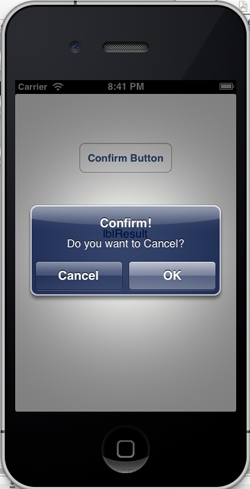 Carrier 8:41 PM
Confirm Button
Confirm!
lblResult
Do you want to Cancel?
Cancel OK